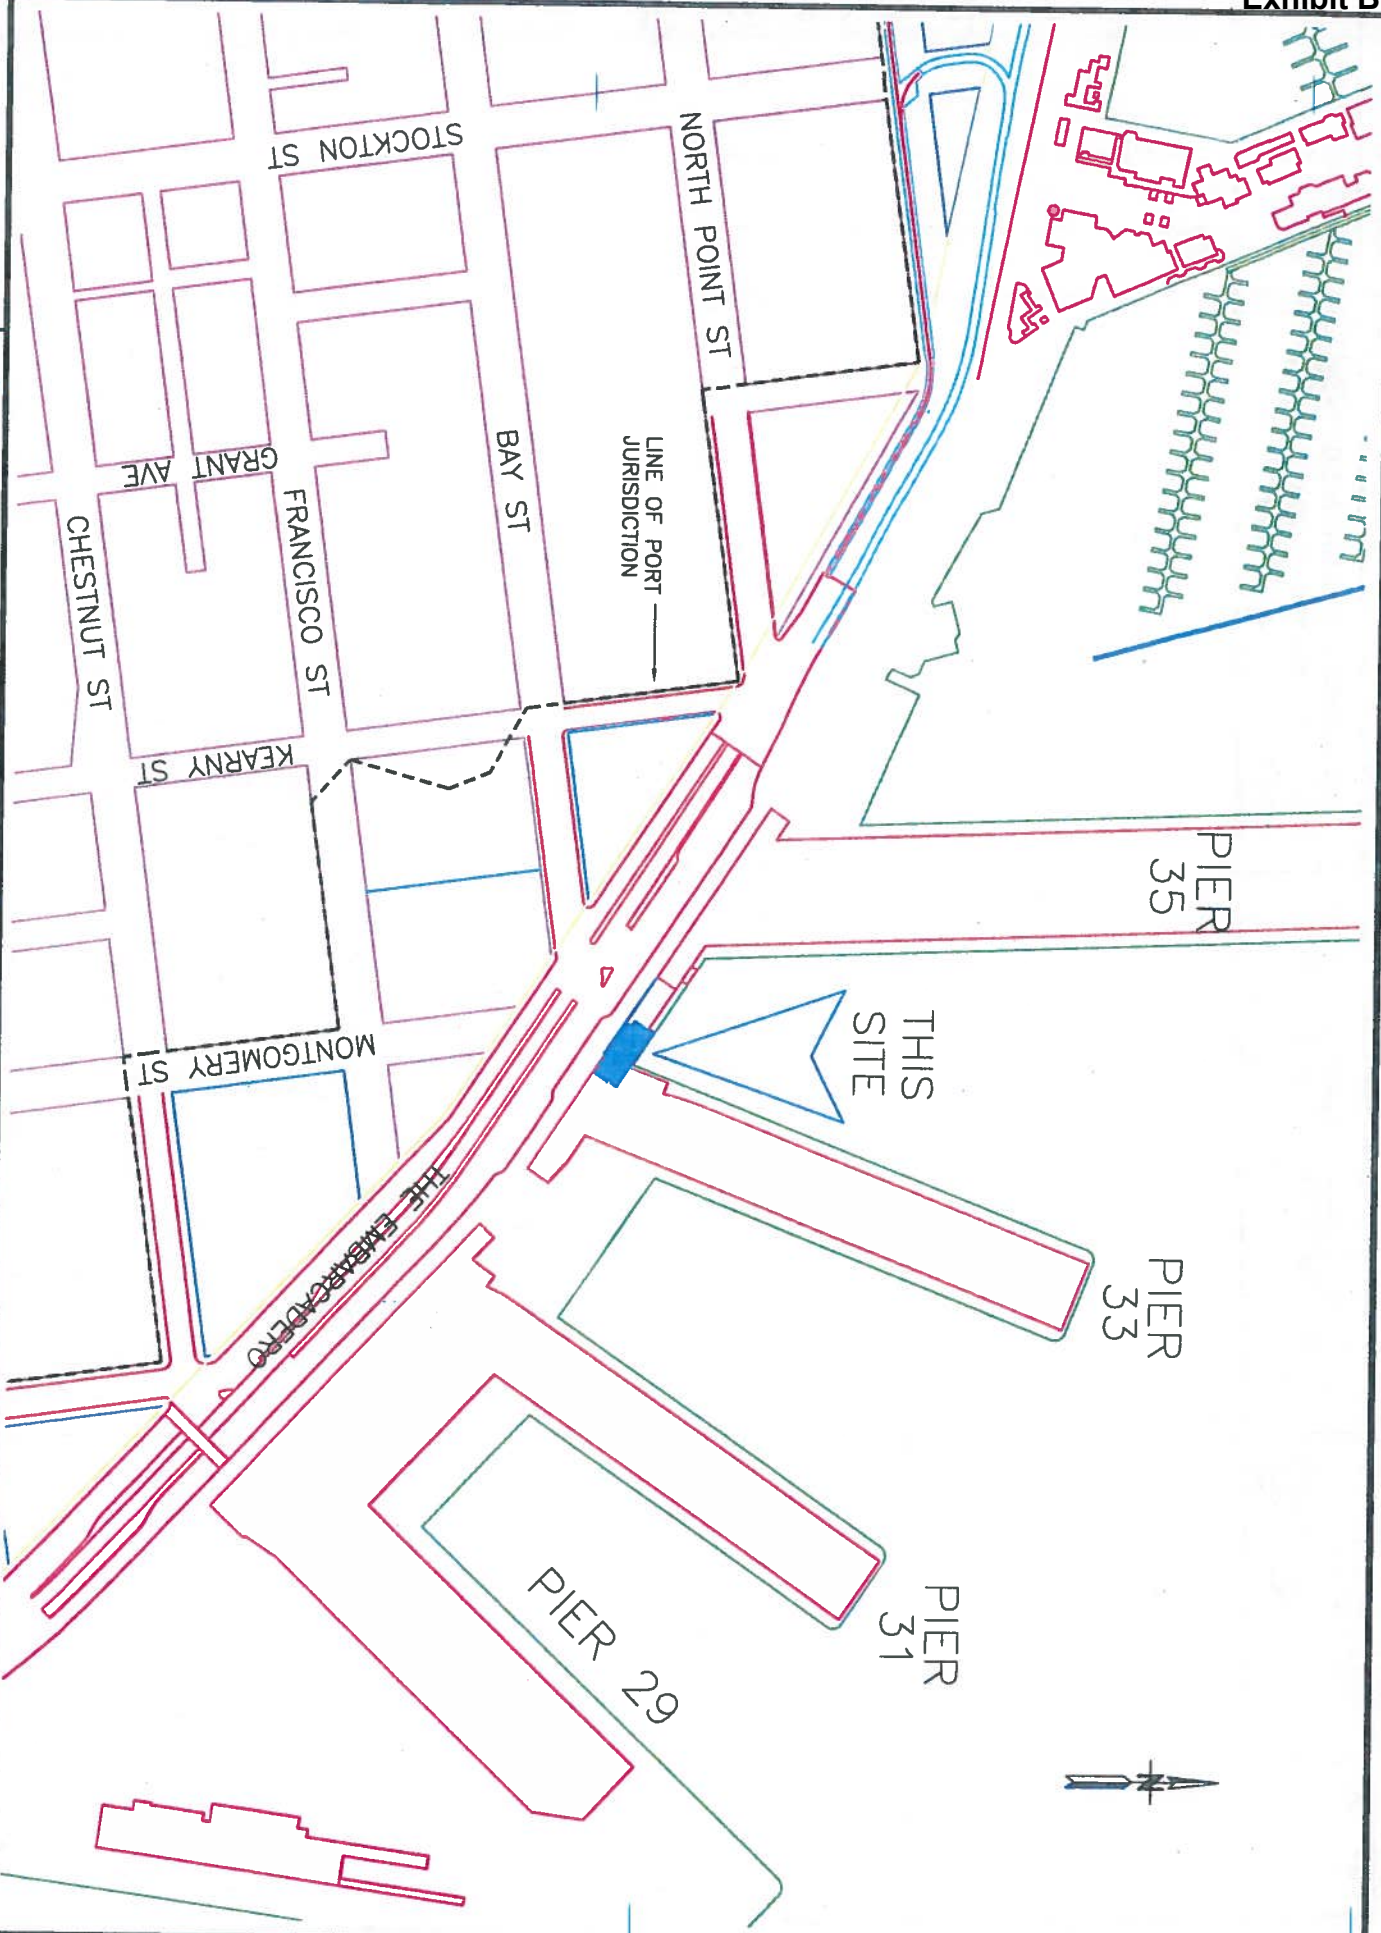 Exhibit B
STOCKTON ST
NORTH POINT ST
GRANT AVE
BAY ST
LINE OF PORT
JURISDICTION
FRANCISCO ST
CHESTNUT ST
KEARNY ST
MONTGOMERY ST
THE EMBARCADERO
PIER
35
THIS
SITE
PIER
33
PIER
31
PIER 29
N